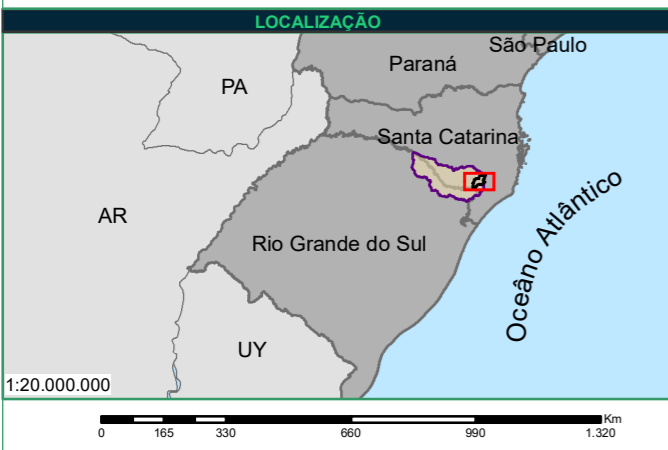 LOCALIZAÇÃO
São Paulo
Paraná
PA
Santa Catarina
AR
Rio Grande do Sul
Oceâno Atlântico
UY
1:20.000.000
Km
0 165 330 660 990 1.320